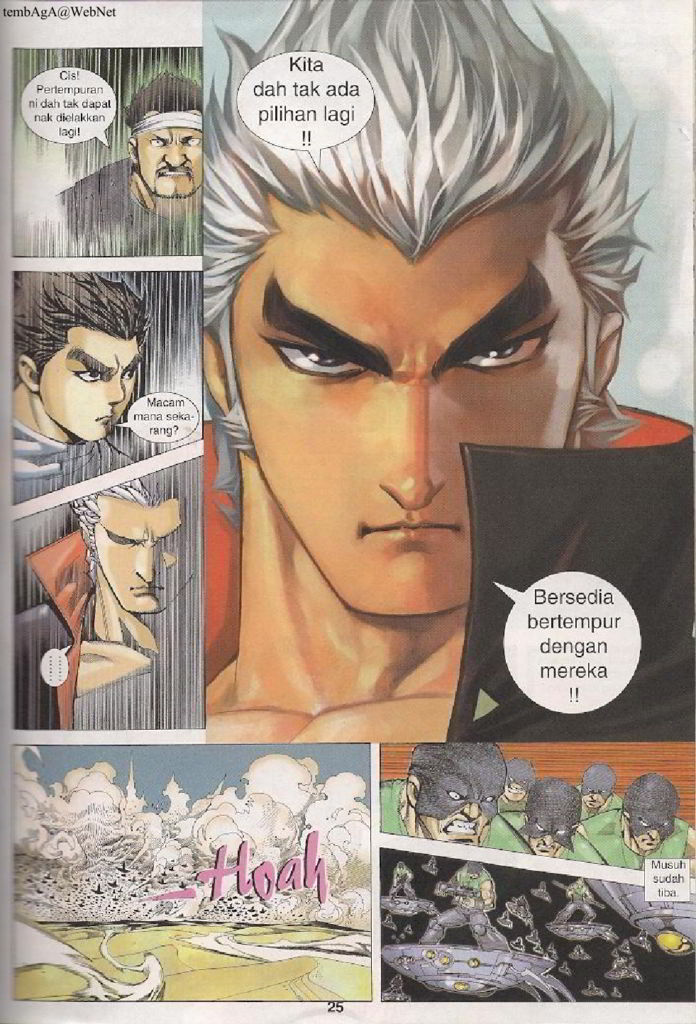 tembAgA@WebNet
Cis!
Pertempuran
ni dah tak dapat
nak dielakkan
lagi!
Kita
dah tak ada
pilihan lagi
!!
Macam
mana seka-
rang?
Bersedia
bertempur
dengan
mereka
!!
Hoah
Musuh
sudah
tiba.
25